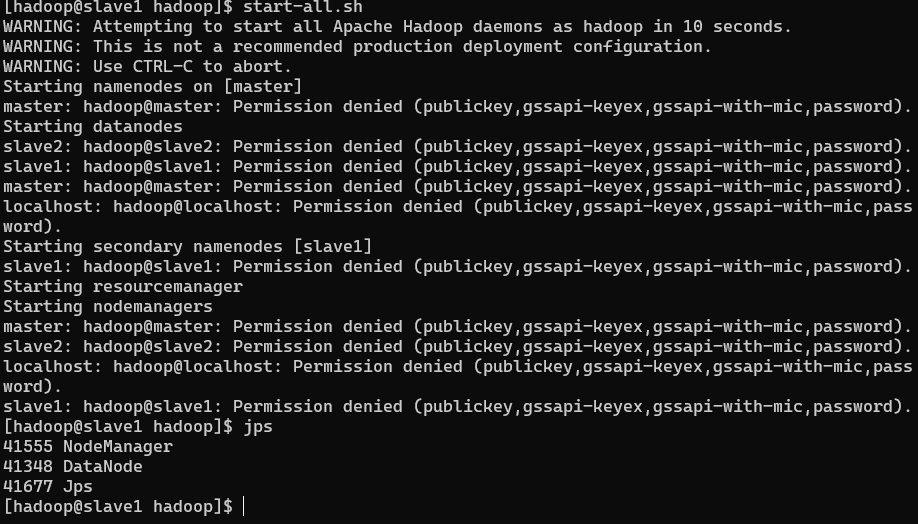 [hadoop@slave1 hadoop]$ start-all.sh
WARNING: Attempting to start all Apache Hadoop daemons as hadoop in 10 seconds.
WARNING: This is not a recommended production deployment configuration.
WARNING: Use CTRL-C to abort.
Starting namenodes on [master]
master: hadoop@master: Permission denied (publickey,gssapi-keyex,gssapi-with-mic,password).
Starting datanodes
slave2: hadoop@slave2: Permission denied (publickey,gssapi-keyex,gssapi-with-mic,password).
slave1: hadoop@slave1: Permission denied (publickey,gssapi-keyex,gssapi-with-mic,password).
master: hadoop@master: Permission denied (publickey,gssapi-keyex,gssapi-with-mic,password).
localhost: hadoop@localhost: Permission denied (publickey,gssapi-keyex,gssapi-with-mic,pass
word).
Starting secondary namenodes [slave1]
slave1: hadoop@slave1: Permission denied (publickey,gssapi-keyex,gssapi-with-mic,password).
Starting resourcemanager
Starting nodemanagers
master: hadoop@master: Permission denied (publickey,gssapi-keyex,gssapi-with-mic,password).
slave2: hadoop@slave2: Permission denied (publickey,gssapi-keyex,gssapi-with-mic,password).
localhost: hadoop@localhost: Permission denied (publickey,gssapi-keyex,gssapi-with-mic,pass
word).
slave1: hadoop@slave1: Permission denied (publickey,gssapi-keyex,gssapi-with-mic,password).
[hadoop@slave1 hadoop]$ jps
41555 NodeManager
41348 DataNode
41677 Jps
[hadoop@slave1 hadoop]$